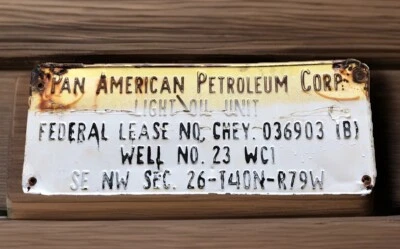 PAN AMERICAN PETROLEUM CORP.
LIGHT OIL UNIT
FEDERAL LEASE NO. CHEY. 036903 (B)
WELL NO. 23 WC1
SE NW SEC. 26-T40N-R79W